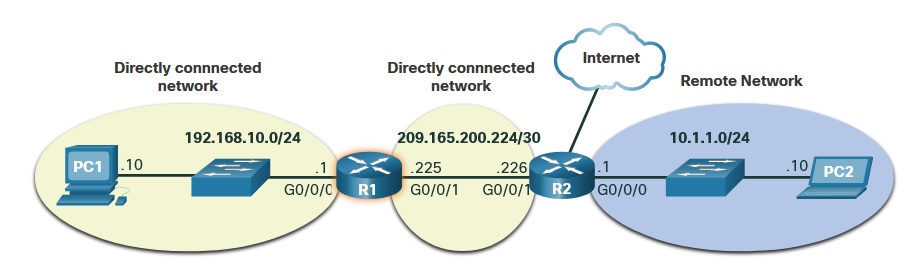 Internet
Directly connnected
network
Directly connnected
network
Remote Network
192.168.10.0/24
209.165.200.224/30
10.1.1.0/24
PC1
.10
.1
R1
.225
.226
R2
.1
.10
PC2
G0/0/0
G0/0/1
G0/0/1
G0/0/0